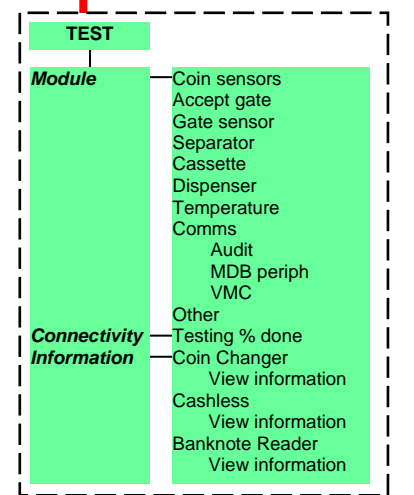 TEST
Module Coin sensors
Accept gate
Gate sensor
Separator
Cassette
Dispenser
Temperature
Comms
Audit
MDB periph
VMC
Other
Connectivity Testing % done
Information Coin Changer
View information
Cashless
View information
Banknote Reader
View information